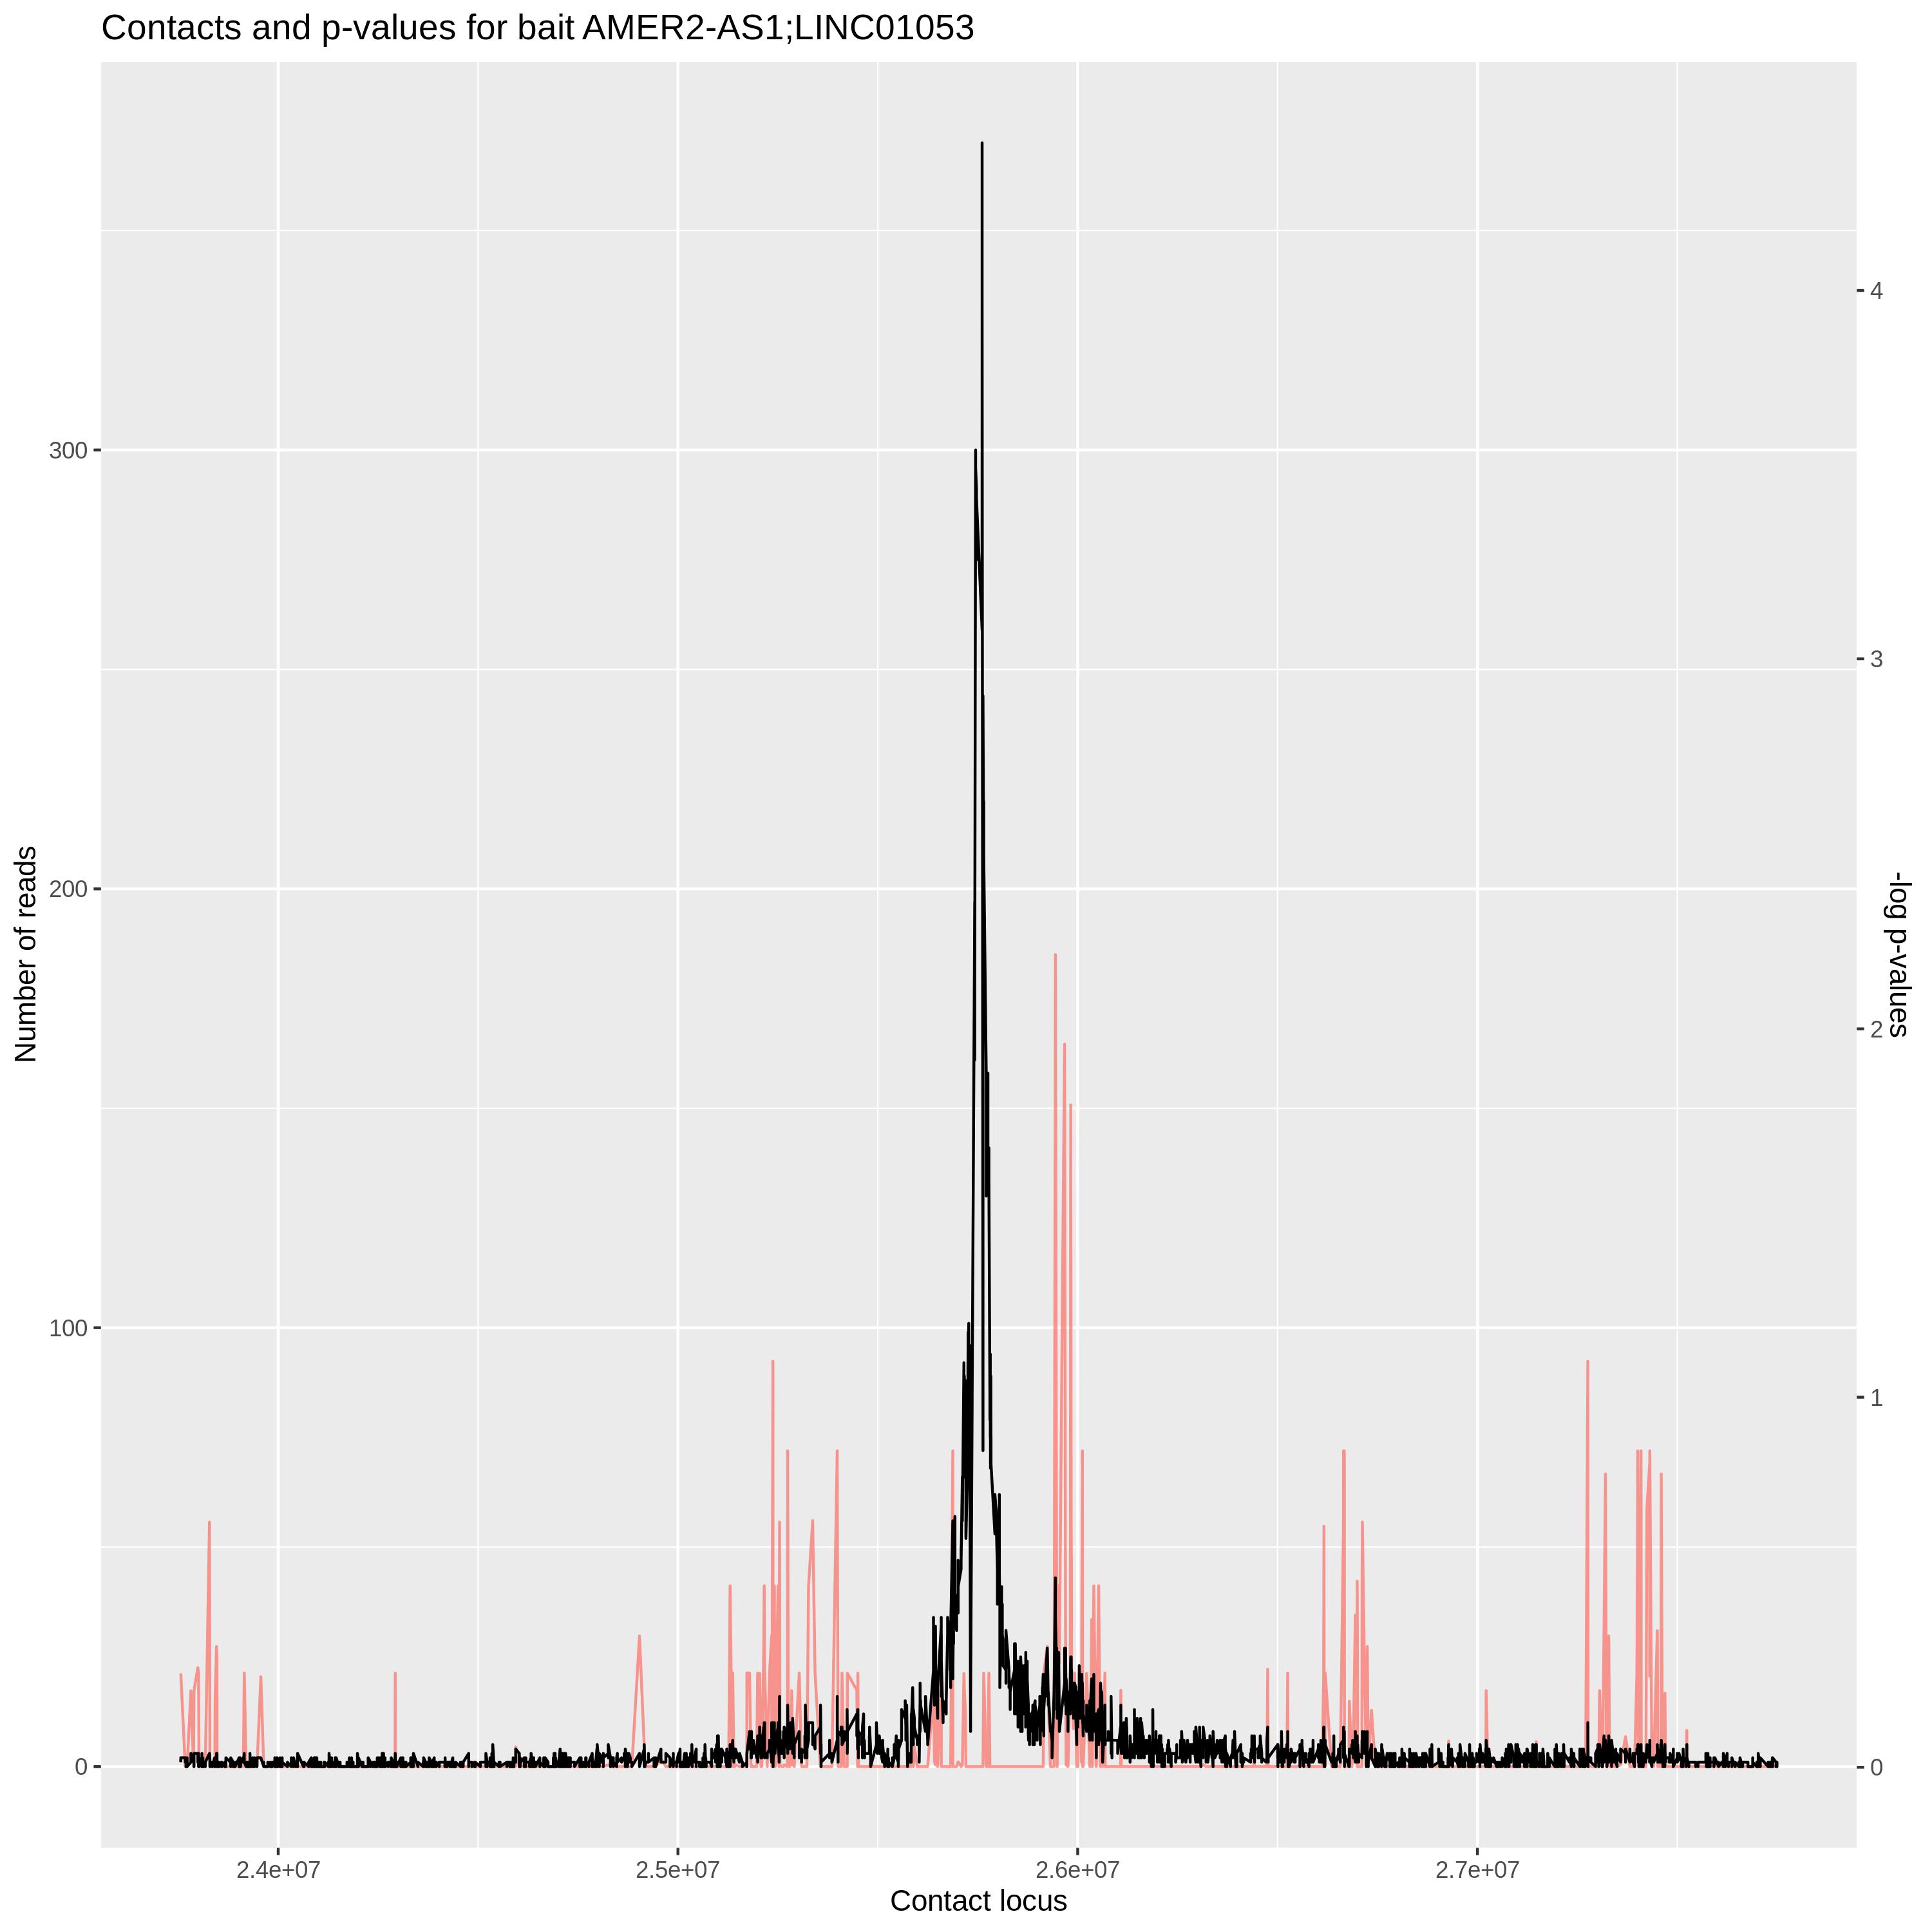 Contacts and p-values for bait AMER2-AS1;LINC01053
Number of reads
300
200
100
0
4
3
2
1
0
-log p-values
2.4e+07
2.5e+07
2.6e+07
2.7e+07
Contact locus